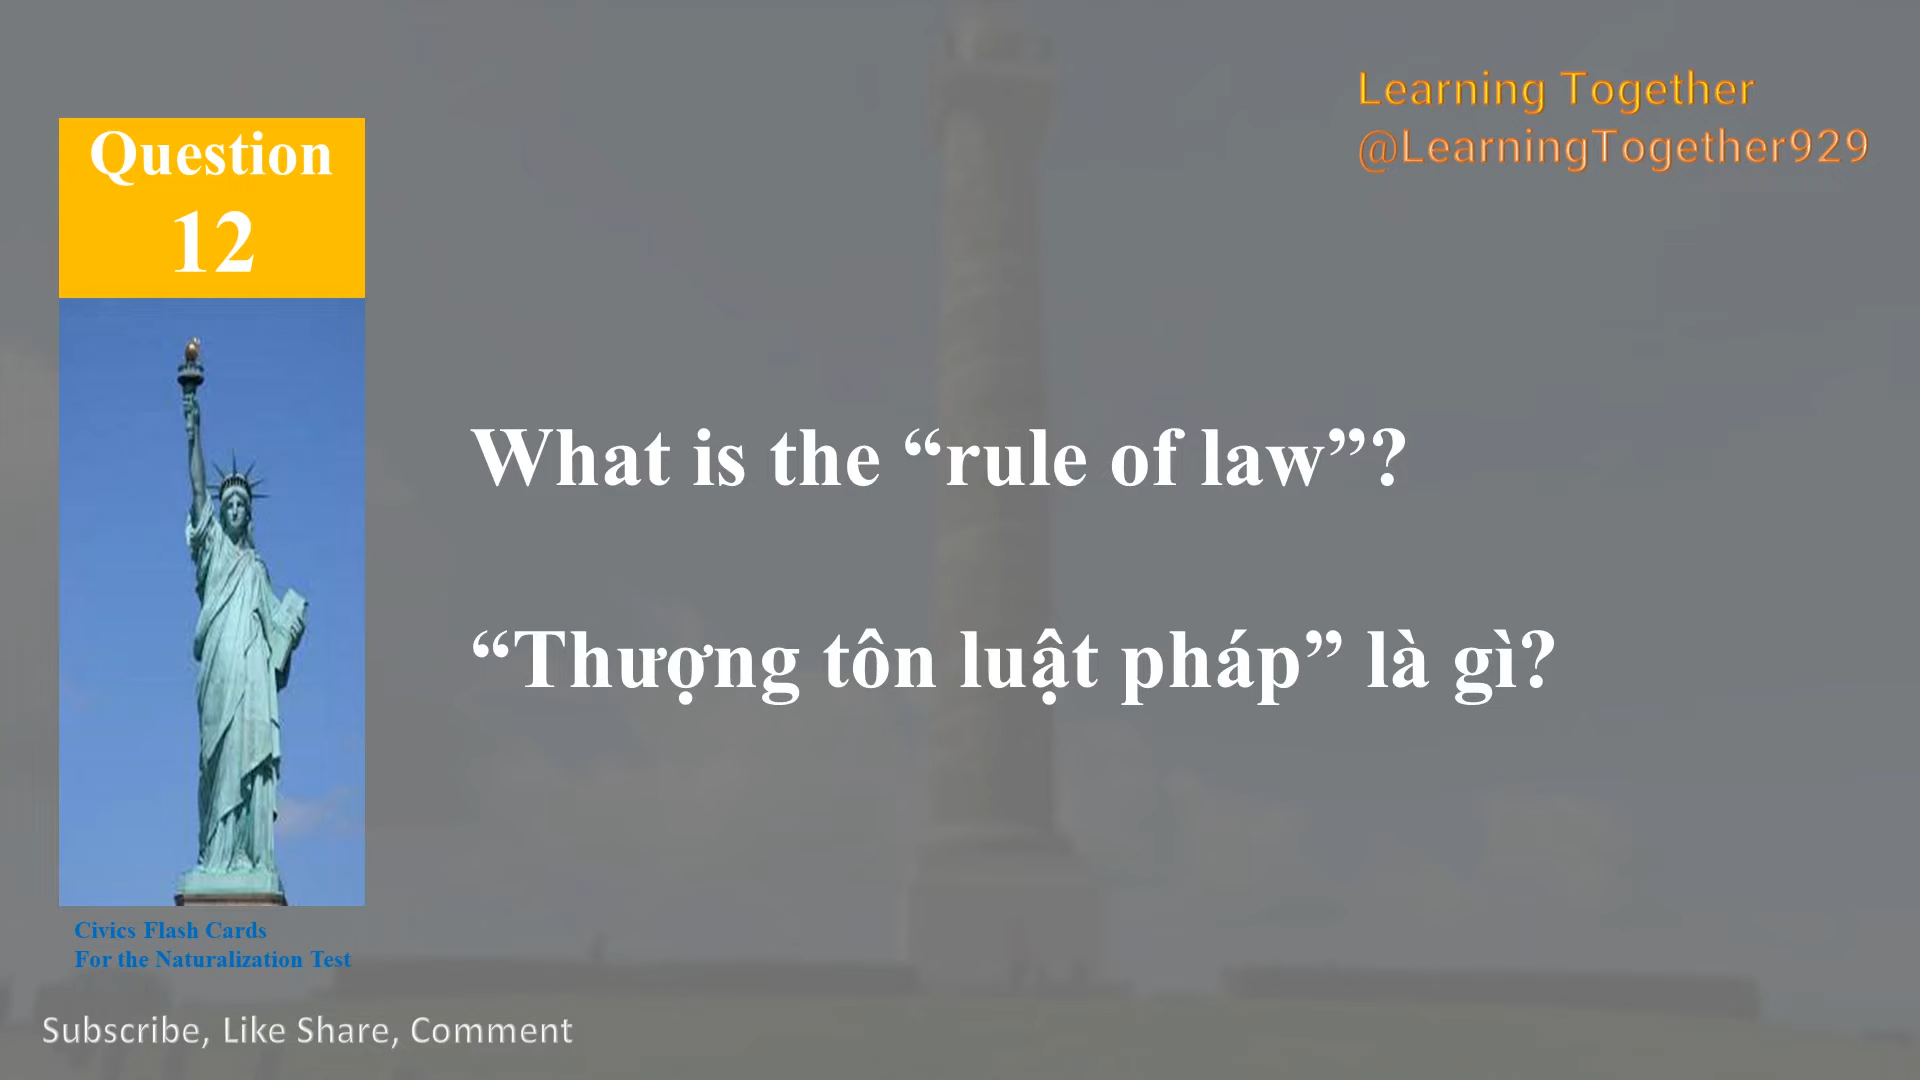 Learning Together
@LearningTogether929
Question
12
What is the “rule of law”?
“Thượng tôn luật pháp” là gì?
Civics Flash Cards
For the Naturalization Test
Subscribe, Like Share, Comment